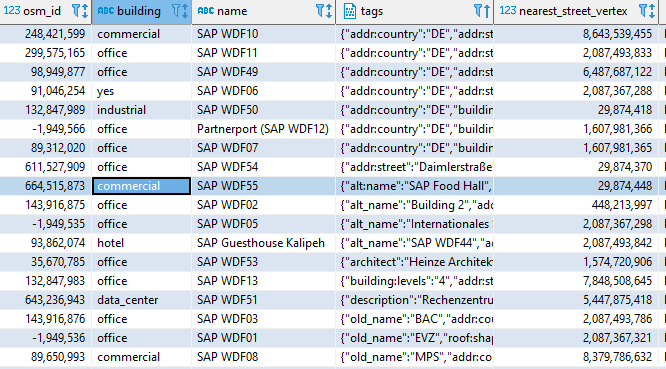 123 osm_id ABC building ABC name tags 123 nearest_street_vertex
248,421,599 commercial SAP WDF10 {"addr:country":"DE","addr:st 8,643,539,455
299,575,165 office SAP WDF11 {"addr:country":"DE","addr:st 2,087,493,833
98,949,877 office SAP WDF49 {"addr:country":"DE","addr:st 6,487,687,122
91,046,254 yes SAP WDF06 {"addr:country":"DE","addr:st 2,087,367,288
132,847,989 industrial SAP WDF50 {"addr:country":"DE","buildin 29,874,418
-1,949,566 office Partnerport (SAP WDF12) {"addr:country":"DE","buildin 1,607,981,366
89,312,020 office SAP WDF07 {"addr:country":"DE","buildin 1,607,981,365
611,527,909 office SAP WDF54 {"addr:street":"Daimlerstraße 29,874,370
664,515,873 commercial SAP WDF55 {"alt:name":"SAP Food Hall", 29,874,448
143,916,875 office SAP WDF02 {"alt_name":"Building 2","add 448,213,997
-1,949,535 office SAP WDF05 {"alt_name":"Internationales 2,087,367,298
93,862,074 hotel SAP Guesthouse Kalipeh {"alt_name":"SAP WDF44","a 2,087,493,842
35,670,785 office SAP WDF53 {"architect":"Heinze Architekt 1,574,720,906
132,847,983 office SAP WDF13 {"building:levels":"4","addr:st 7,848,508,645
643,236,943 data_center SAP WDF51 {"description":"Rechenzentru 5,447,875,418
143,916,876 office SAP WDF03 {"old_name":"BAC","addr:cou 2,087,493,786
-1,949,536 office SAP WDF01 {"old_name":"EVZ","roof:shap 2,087,367,321
89,650,993 commercial SAP WDF08 {"old_name":"MPS","addr:co 8,379,786,632